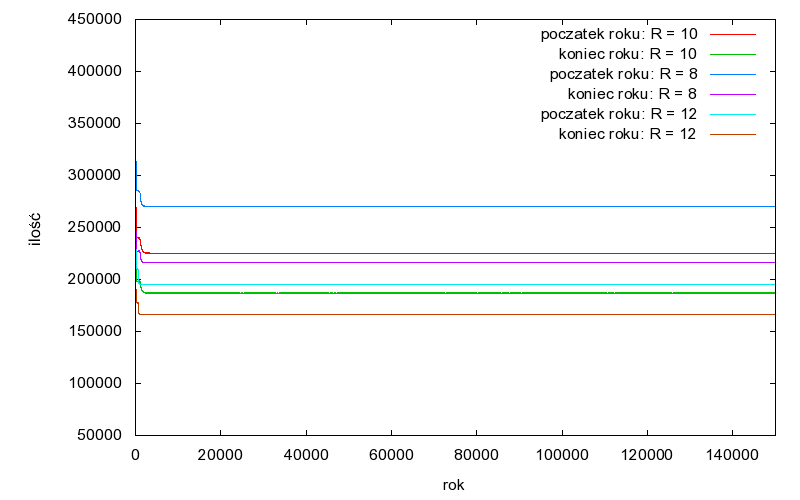 450000
400000
350000
300000
250000
200000
150000
100000
50000
ilość
poczatek roku: R = 10
koniec roku: R = 10
poczatek roku: R = 8
koniec roku: R = 8
poczatek roku: R = 12
koniec roku: R = 12
0 20000 40000 60000 80000 100000 120000 140000
rok